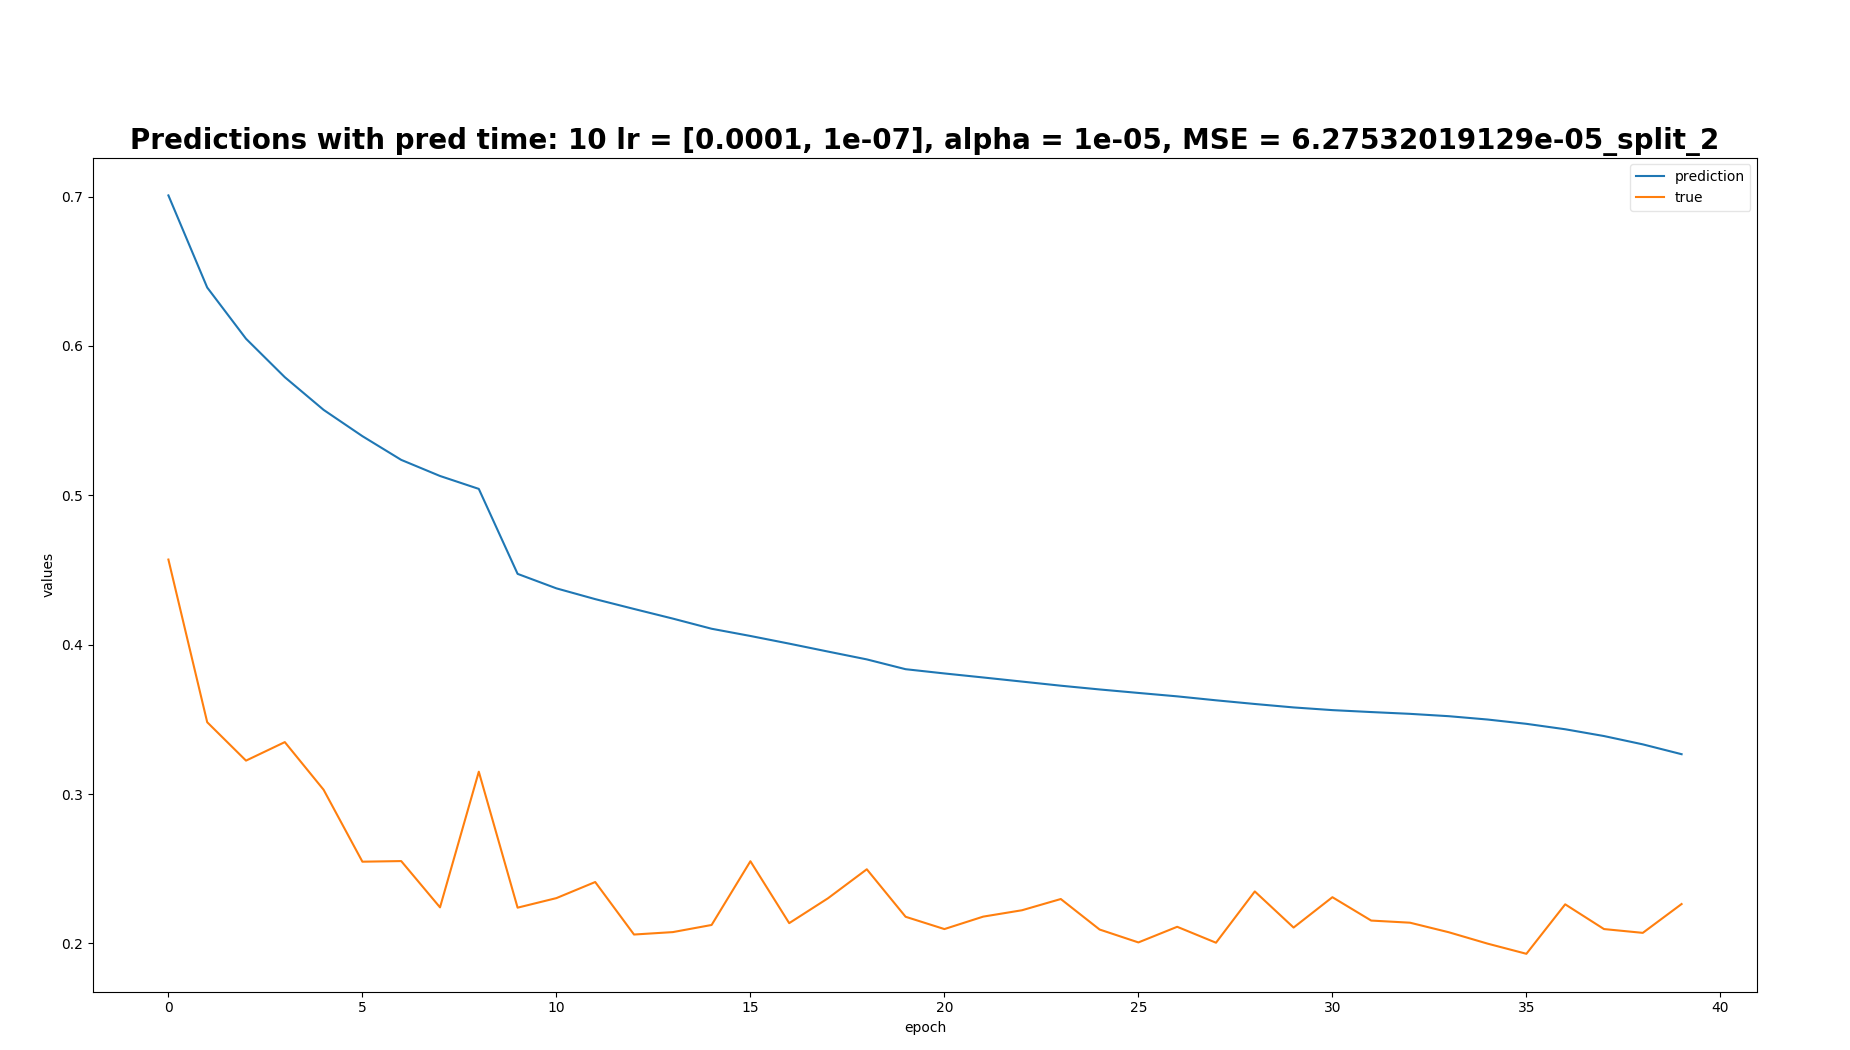 Predictions with pred time: 10 lr = [0.0001, 1e-07], alpha = 1e-05, MSE = 6.27532019129e-05_split_2
prediction
true
values
0.7
0.6
0.5
0.4
0.3
0.2
0 5 10 15 20 25 30 35 40
epoch